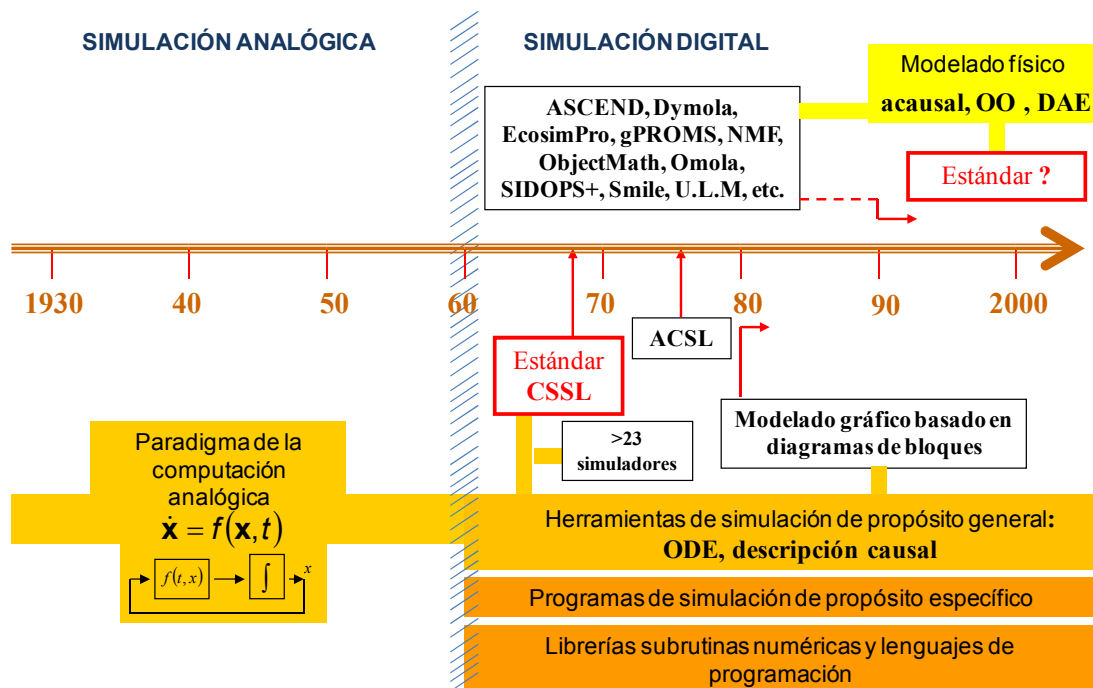 SIMULACIÓN ANALÓGICA
SIMULACIÓN DIGITAL
Modelado físico
acausal, OO , DAE
ASCEND, Dymola,
EcosimPro, gPROMS, NMF,
ObjectMath, Omola,
SIDOPS+, Smile, U.L.M, etc.
Estándar ?
1930
40
50
60
70
80
90
2000
ACSL
Estándar
CSSL
>23
simuladores
Modelado gráfico basado en
diagramas de bloques
Paradigma de la
computación
analógica
ẋ = f(x,t)
f(t,x)
∫
x
Herramientas de simulación de propósito general:
ODE, descripción causal
Programas de simulación de propósito específico
Librerías subrutinas numéricas y lenguajes de
programación